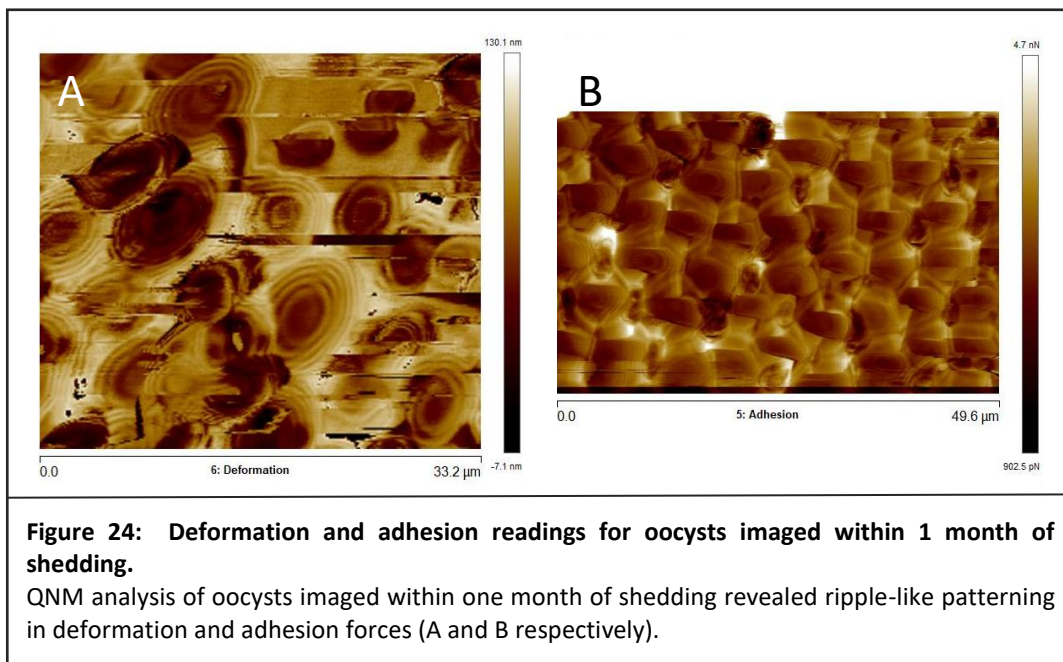 A
130.1 nm
-7.1 nm
0.0
6: Deformation
33.2 µm
B
4.7 nN
902.5 pN
0.0
5: Adhesion
49.6 µm
Figure 24: Deformation and adhesion readings for oocysts imaged within 1 month of
shedding.
QNM analysis of oocysts imaged within one month of shedding revealed ripple-like patterning
in deformation and adhesion forces (A and B respectively).